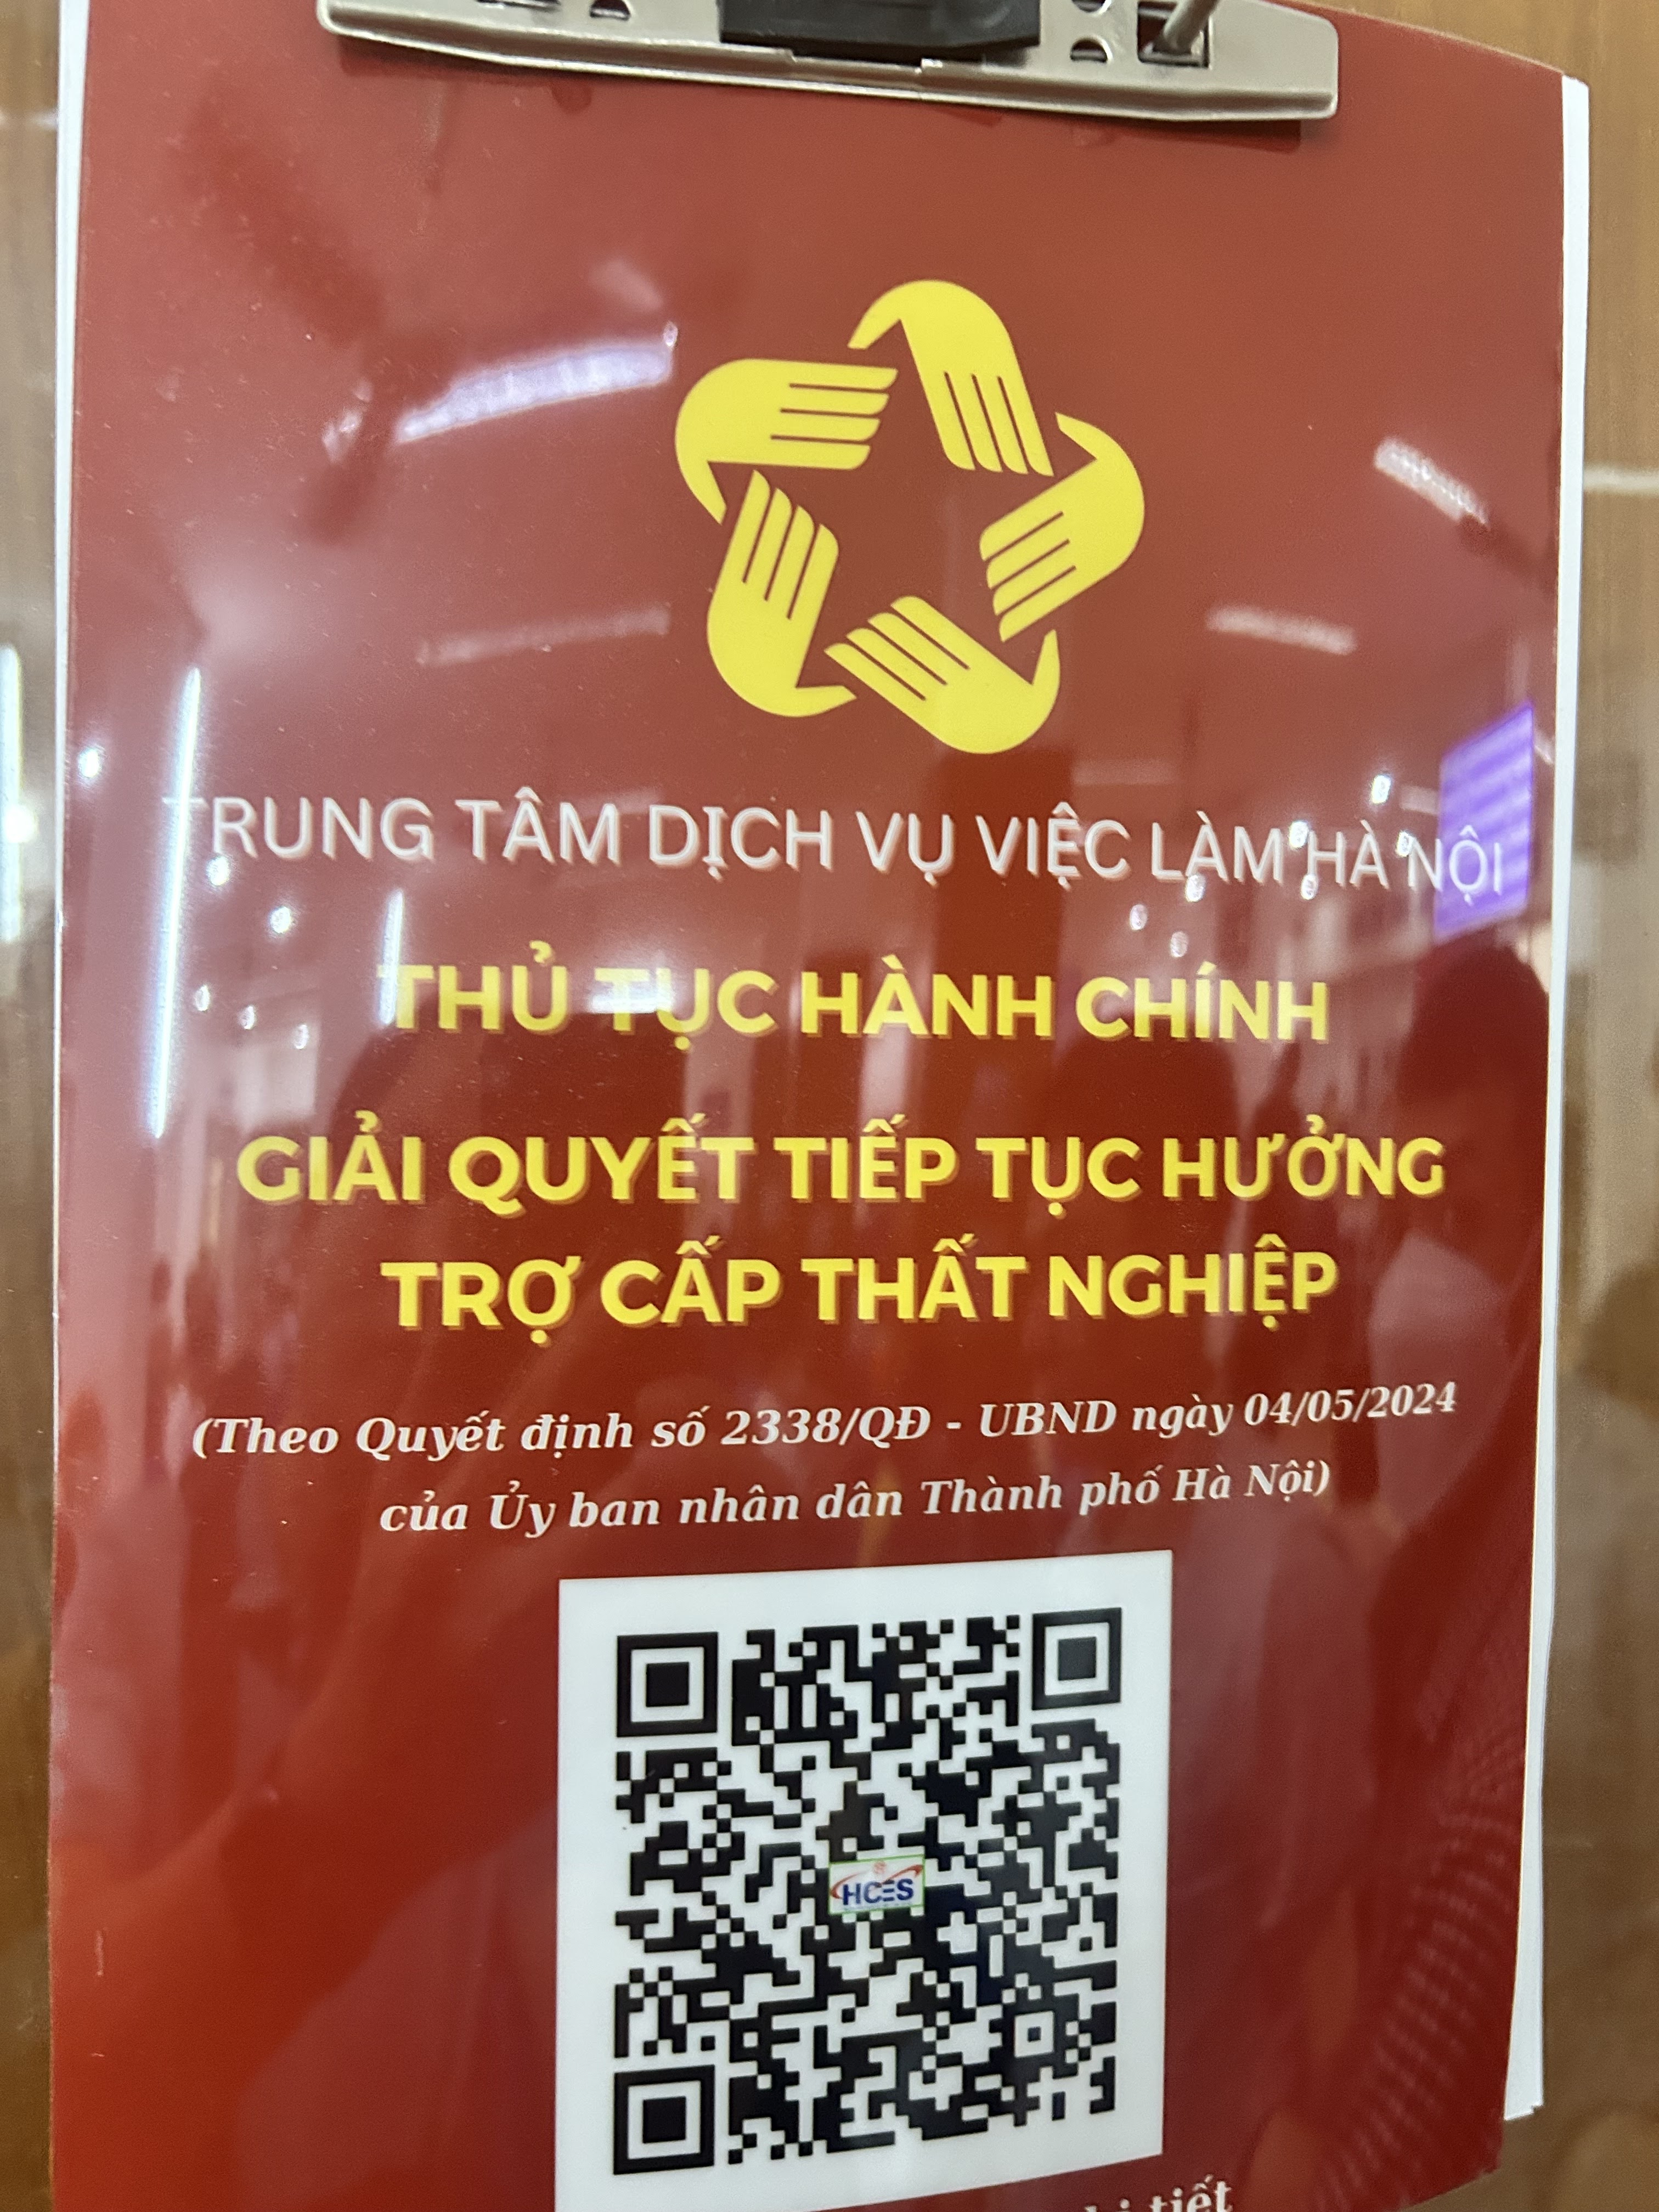 TRUNG TÂM DỊCH VỤ VIỆC LÀM HÀ NỘI
THỦ TỤC HÀNH CHÍNH
GIẢI QUYẾT TIẾP TỤC HƯỞNG
TRỢ CẤP THẤT NGHIỆP
(Theo Quyết định số 2338/QĐ - UBND ngày 04/05/2024
của Ủy ban nhân dân Thành phố Hà Nội)
HCES
tiết